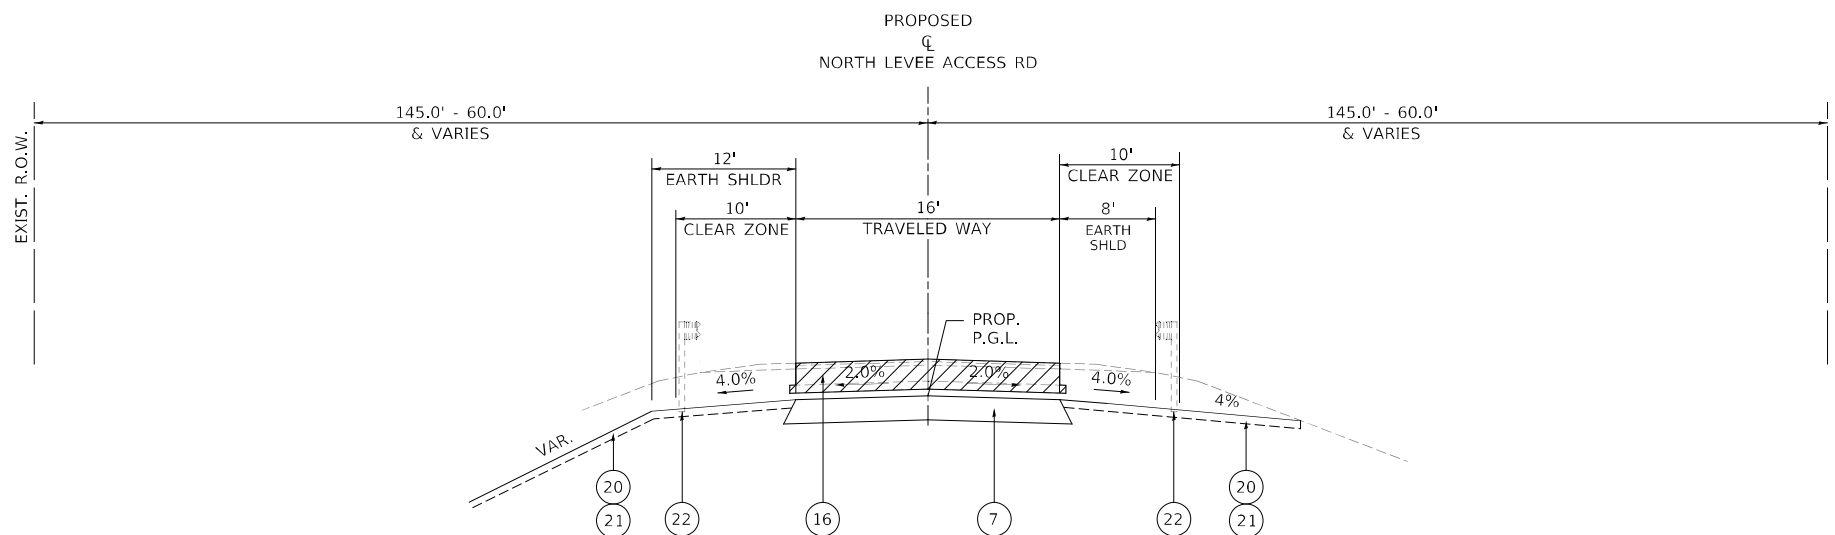 PROPOSED
℄
NORTH LEVEE ACCESS RD
145.0' - 60.0'
& VARIES
145.0' - 60.0'
& VARIES
EXIST. R.O.W.
12'
EARTH SHLDR
10'
CLEAR ZONE
10'
CLEAR ZONE
16'
TRAVELED WAY
8'
EARTH
SHLD
PROP.
P.G.L.
4.0%
2.0%
2.0%
4.0%
4%
VAR.
20
21
22
16
7
22
20
21